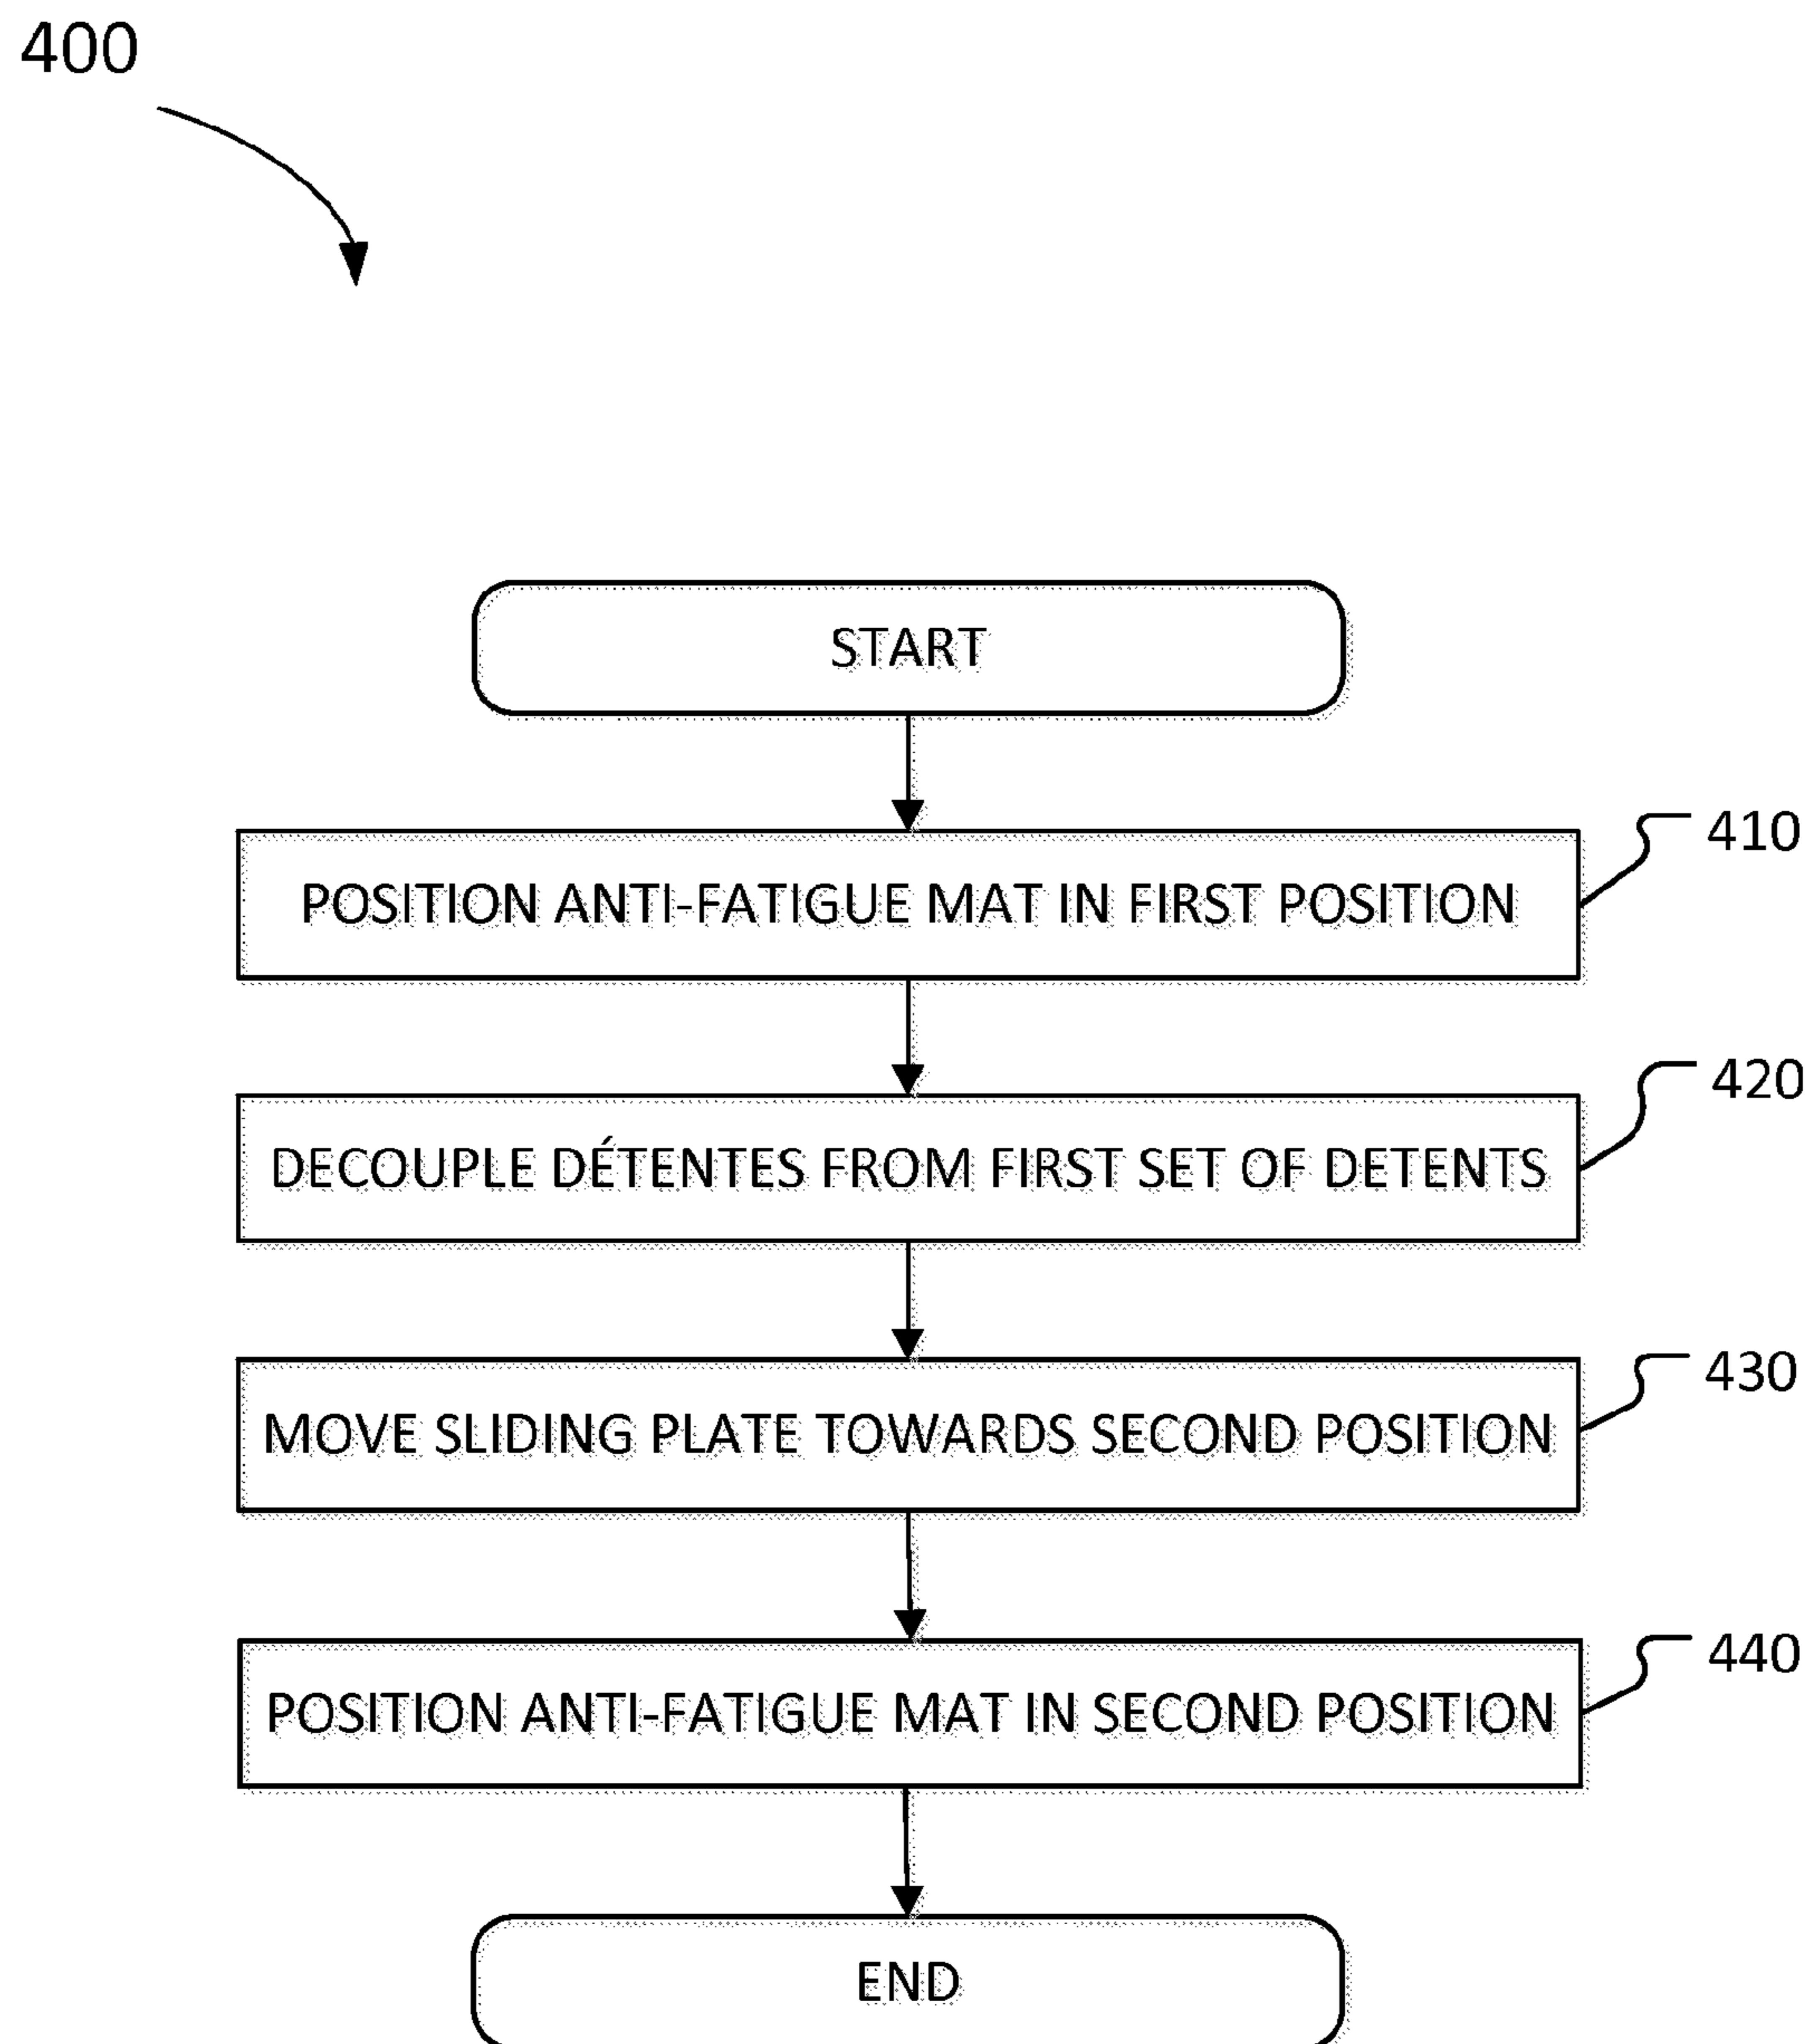 400
START
POSITION ANTI-FATIGUE MAT IN FIRST POSITION
410
DECOUPLE DÉTENTES FROM FIRST SET OF DETENTS
420
MOVE SLIDING PLATE TOWARDS SECOND POSITION
430
POSITION ANTI-FATIGUE MAT IN SECOND POSITION
440
END